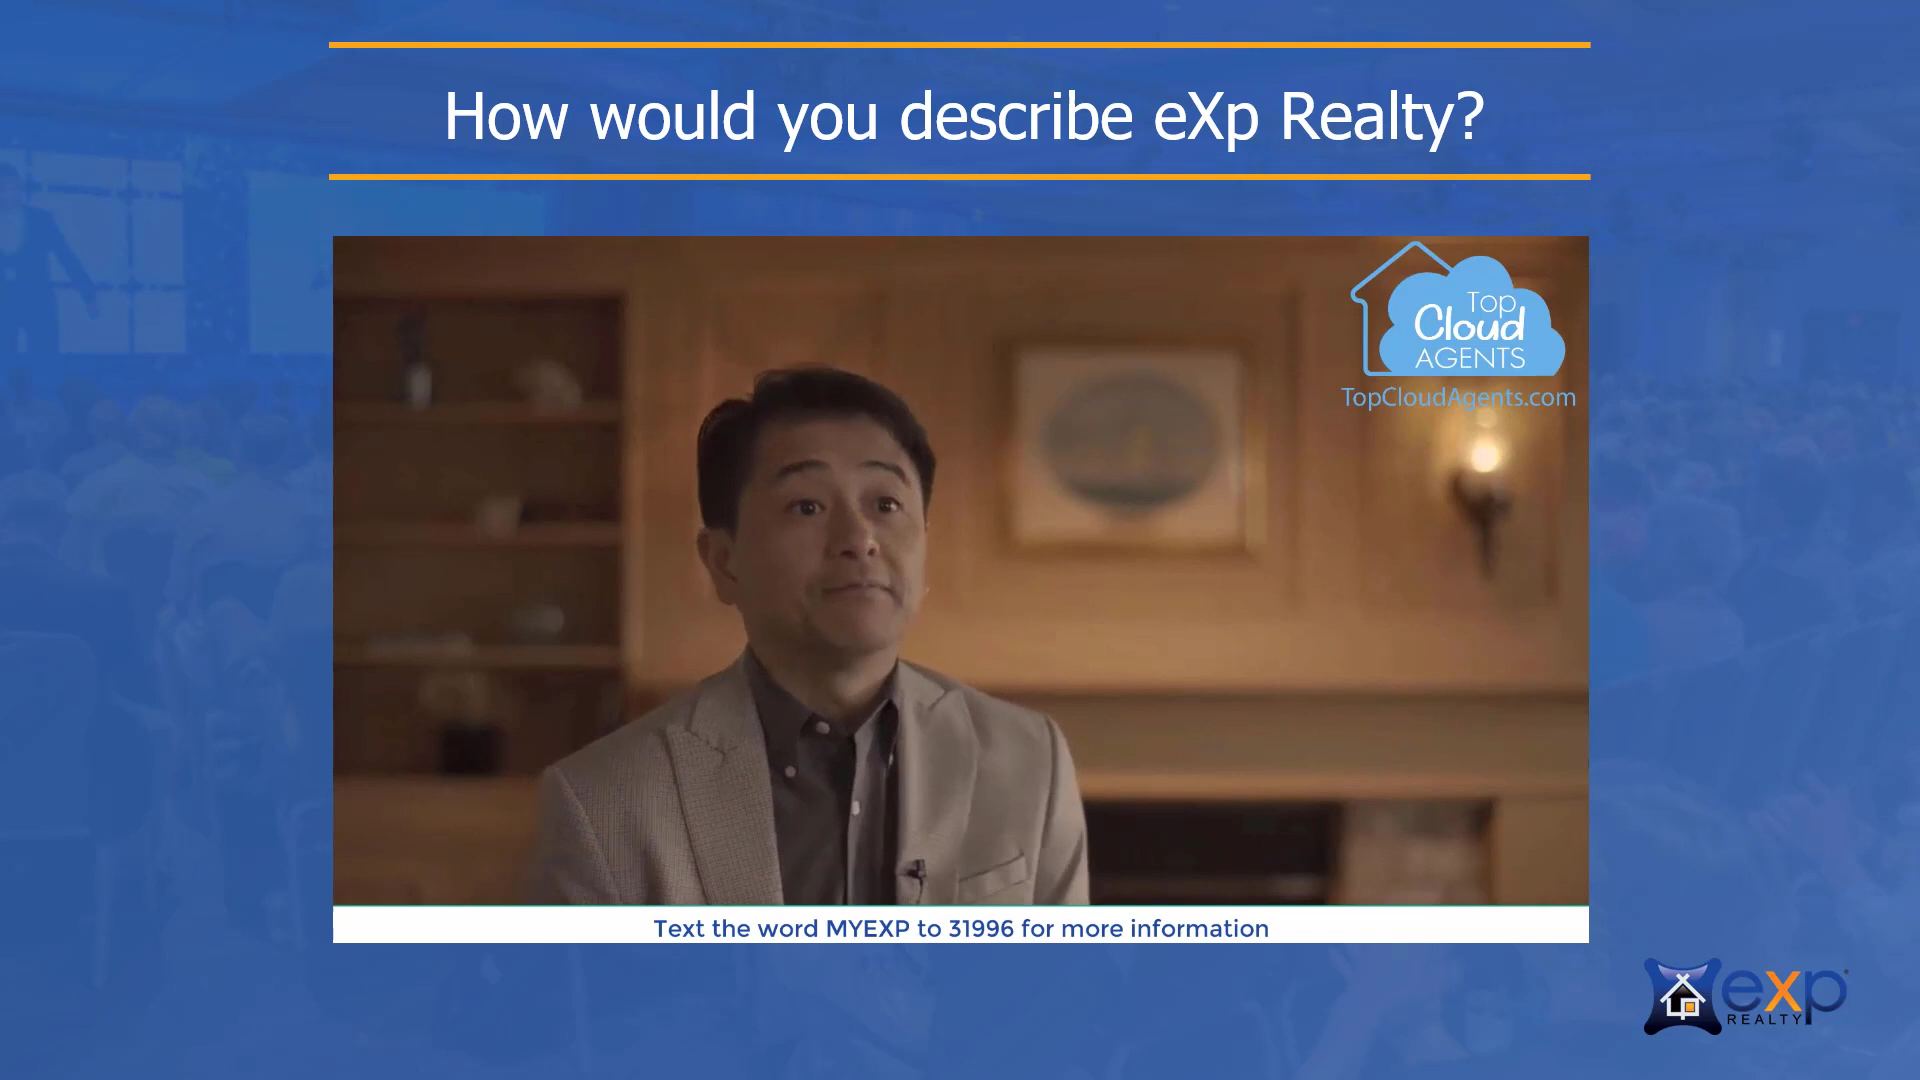 How would you describe eXp Realty?
Top
Cloud
AGENTS
TopCloudAgents.com
Text the word MYEXP to 31996 for more information
exp
REALTY